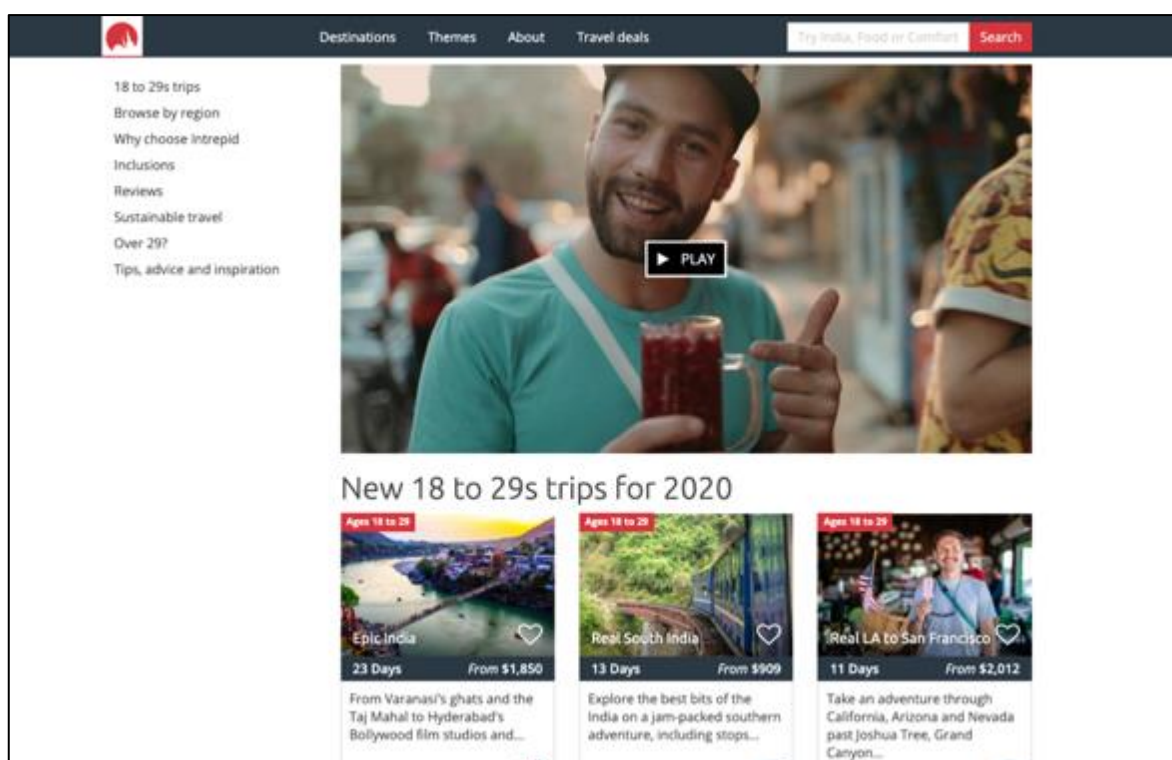 Destinations Themes About Travel deals Try India, Food or Comfort Search
18 to 29s trips
Browse by region
Why choose Intrepid
Inclusions
Reviews
Sustainable travel
Over 29?
Tips, advice and inspiration
PLAY
New 18 to 29s trips for 2020
Ages 18 to 29
Epic India
23 Days From $1,850
From Varanasi's ghats and the
Taj Mahal to Hyderabad's
Bollywood film studios and...
Ages 18 to 29
Real South India
13 Days From $909
Explore the best bits of the
India on a jam-packed southern
adventure, including stops...
Ages 18 to 29
Real LA to San Francisco
11 Days From $2,012
Take an adventure through
California, Arizona and Nevada
past Joshua Tree, Grand
Canyon...